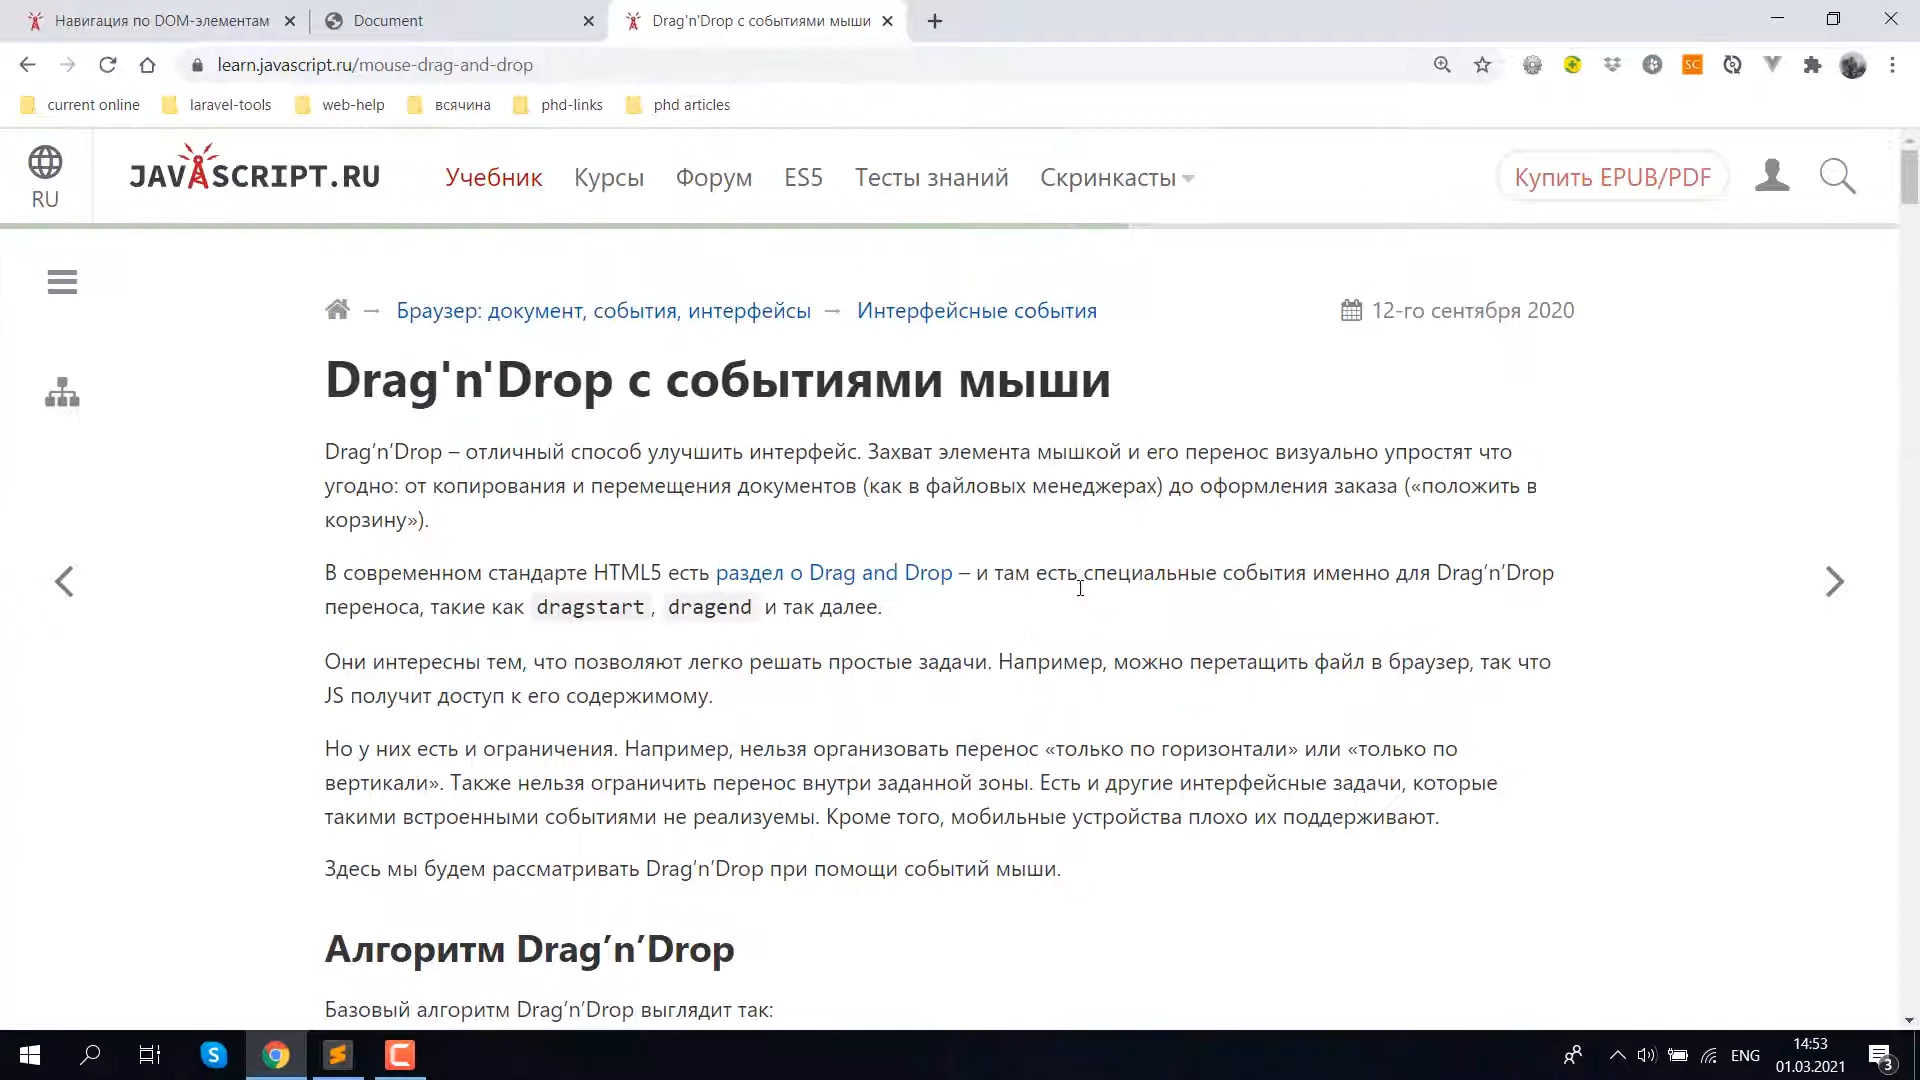 Навигация по DOM-элементам
Document
Drag'n'Drop с событиями мыши
learn.javascript.ru/mouse-drag-and-drop
SC
current online
laravel-tools
web-help
всячина
phd-links
phd articles
RU
JAVASCRIPT.RU
Учебник
Курсы
Форум
ES5
Тесты знаний
Скринкасты
Купить EPUB/PDF
→ Браузер: документ, события, интерфейсы → Интерфейсные события
12-го сентября 2020
Drag'n'Drop с событиями мыши
Drag’n’Drop – отличный способ улучшить интерфейс. Захват элемента мышкой и его перенос визуально упростят что
угодно: от копирования и перемещения документов (как в файловых менеджерах) до оформления заказа («положить в
корзину»).
В современном стандарте HTML5 есть раздел о Drag and Drop – и там есть специальные события именно для Drag’n’Drop
переноса, такие как dragstart, dragend и так далее.
Они интересны тем, что позволяют легко решать простые задачи. Например, можно перетащить файл в браузер, так что
JS получит доступ к его содержимому.
Но у них есть и ограничения. Например, нельзя организовать перенос «только по горизонтали» или «только по
вертикали». Также нельзя ограничить перенос внутри заданной зоны. Есть и другие интерфейсные задачи, которые
такими встроенными событиями не реализуемы. Кроме того, мобильные устройства плохо их поддерживают.
Здесь мы будем рассматривать Drag’n’Drop при помощи событий мыши.
Алгоритм Drag’n’Drop
Базовый алгоритм Drag’n’Drop выглядит так:
ENG
14:53
01.03.2021
3